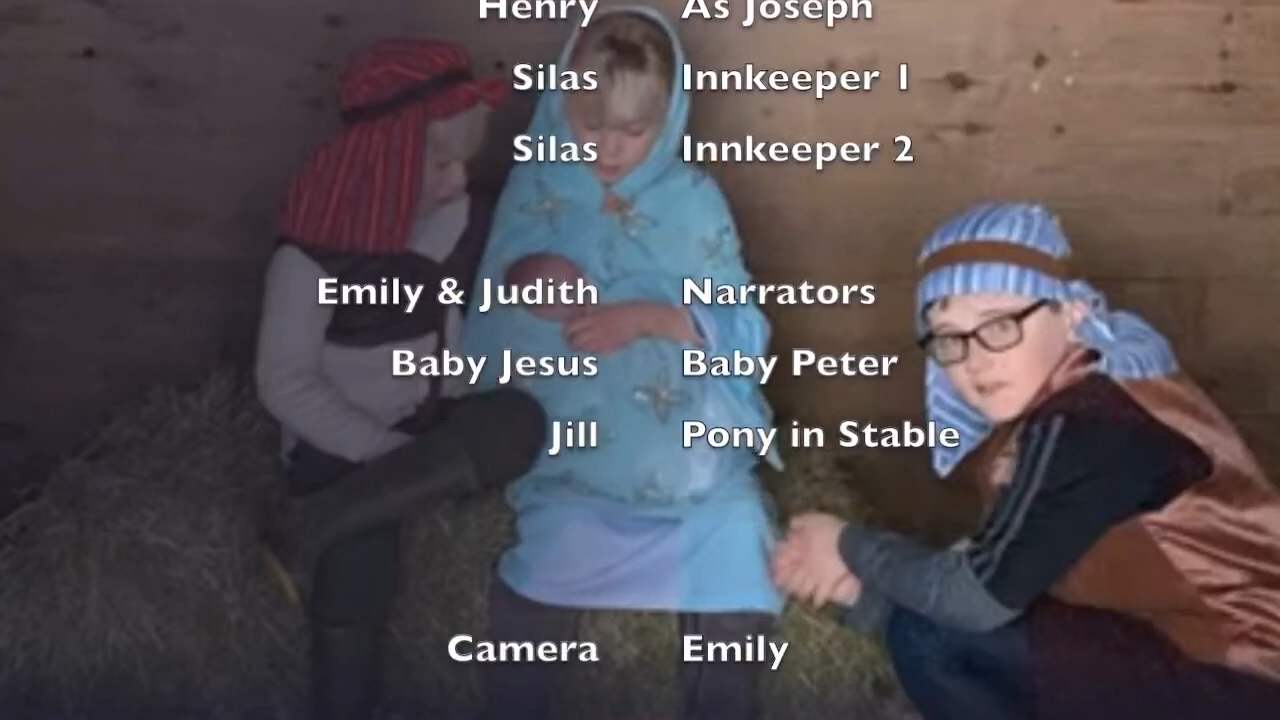 Henry As Joseph
Silas Innkeeper 1
Silas Innkeeper 2
Emily & Judith Narrators
Baby Jesus Baby Peter
Jill Pony in Stable
Camera Emily